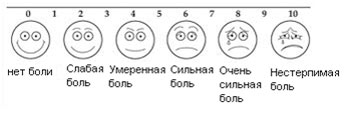 0 1 2 3 4 5 6 7 8 9 10
нет боли
Слабая боль
Умеренная боль
Сильная боль
Очень сильная боль
Нестерпимая боль